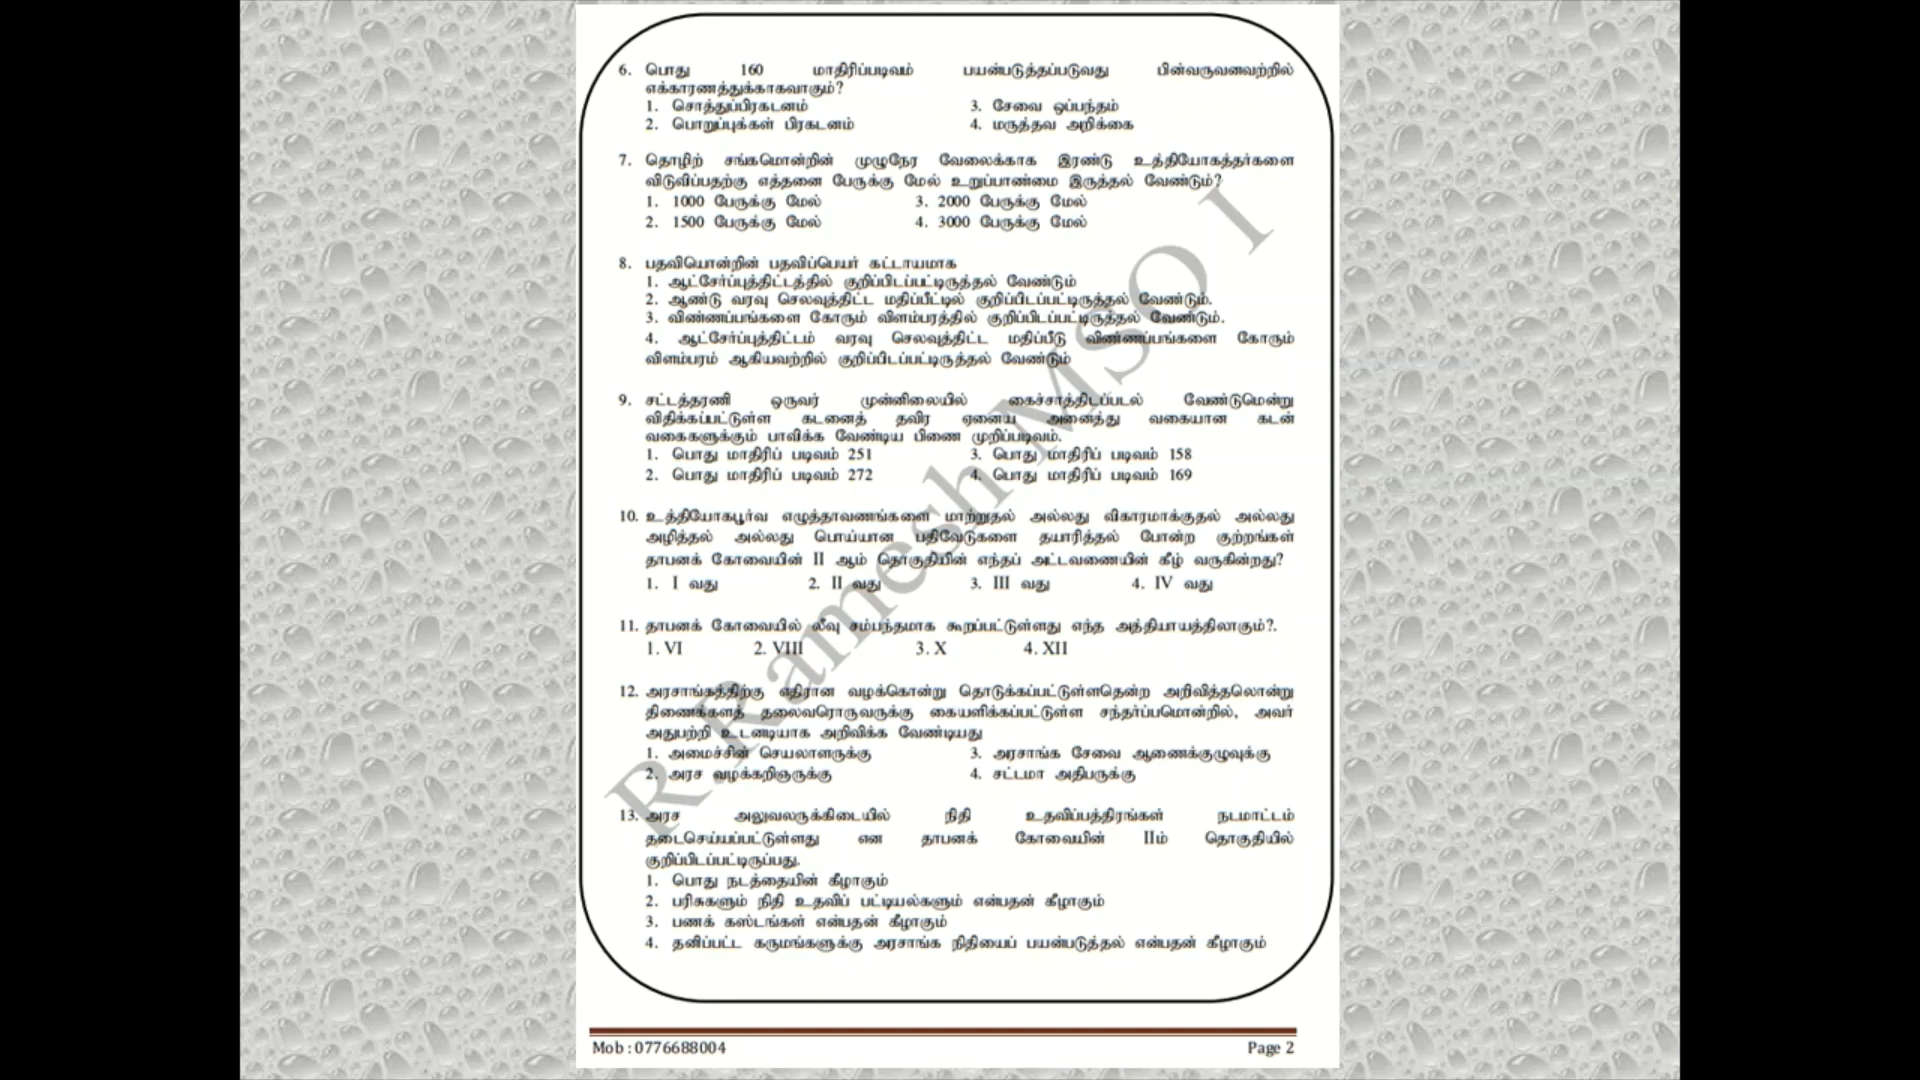 6. பொது 160 மாதிரிப்படிவம் பயன்படுத்தப்படுவது பின்வருவனவற்றில்
எக்காரணத்துக்காகவாகும்?
1. சொத்துப்பிரகடனம் 3. சேவை ஒப்பந்தம்
2. பொறுப்புக்கள் பிரகடனம் 4. மருத்தவ அறிக்கை
7. தொழிற் சங்கமொன்றின் முழுநேர வேலைக்காக இரண்டு உத்தியோகத்தர்களை
விடுவிப்பதற்கு எத்தனை பேருக்கு மேல் உறுப்பாண்மை இருத்தல் வேண்டும்?
1. 1000 பேருக்கு மேல் 3. 2000 பேருக்கு மேல்
2. 1500 பேருக்கு மேல் 4. 3000 பேருக்கு மேல்
8. பதவியொன்றின் பதவிப்பெயர் கட்டாயமாக
1. ஆட்சேர்ப்புத்திட்டத்தில் குறிப்பிடப்பட்டிருத்தல் வேண்டும்
2. ஆண்டு வரவு செலவுத்திட்ட மதிப்பீட்டில் குறிப்பிடப்பட்டிருத்தல் வேண்டும்.
3. விண்ணப்பங்களை கோரும் விளம்பரத்தில் குறிப்பிடப்பட்டிருத்தல் வேண்டும்.
4. ஆட்சேர்ப்புத்திட்டம் வரவு செலவுத்திட்ட மதிப்பீடு விண்ணப்பங்களை கோரும்
விளம்பரம் ஆகியவற்றில் குறிப்பிடப்பட்டிருத்தல் வேண்டும்
9. சட்டத்தரணி ஒருவர் முன்னிலையில் கைச்சாத்திடப்படல் வேண்டுமென்று
விதிக்கப்பட்டுள்ள கடனைத் தவிர ஏனைய அனைத்து வகையான கடன்
வகைகளுக்கும் பாவிக்க வேண்டிய பிணை முறிப்படிவம்.
1. பொது மாதிரிப் படிவம் 251 3. பொது மாதிரிப் படிவம் 158
2. பொது மாதிரிப் படிவம் 272 4. பொது மாதிரிப் படிவம் 169
10. உத்தியோகபூர்வ எழுத்தாவணங்களை மாற்றுதல் அல்லது விகாரமாக்குதல் அல்லது
அழித்தல் அல்லது பொய்யான பதிவேடுகளை தயாரித்தல் போன்ற குற்றங்கள்
தாபனக் கோவையின் II ஆம் தொகுதியின் எந்தப் அட்டவணையின் கீழ் வருகின்றது?
1. I வது 2. II வது 3. III வது 4. IV வது
11. தாபனக் கோவையில் லீவு சம்பந்தமாக கூறப்பட்டுள்ளது எந்த அத்தியாயத்திலாகும்?.
1. VI 2. VIII 3. X 4. XII
12. அரசாங்கத்திற்கு எதிரான வழக்கொன்று தொடுக்கப்பட்டுள்ளதென்ற அறிவித்தலொன்று
திணைக்களத் தலைவரொருவருக்கு கையளிக்கப்பட்டுள்ள சந்தர்ப்பமொன்றில், அவர்
அதுபற்றி உடனடியாக அறிவிக்க வேண்டியது
1. அமைச்சின் செயலாளருக்கு 3. அரசாங்க சேவை ஆணைக்குழுவுக்கு
2. அரச வழக்கறிஞருக்கு 4. சட்டமா அதிபருக்கு
13. அரச அலுவலருக்கிடையில் நிதி உதவிப்பத்திரங்கள் நடமாட்டம்
தடைசெய்யப்பட்டுள்ளது என தாபனக் கோவையின் IIம் தொகுதியில்
குறிப்பிடப்பட்டிருப்பது.
1. பொது நடத்தையின் கீழாகும்
2. பரிசுகளும் நிதி உதவிப் பட்டியல்களும் என்பதன் கீழாகும்
3. பணக் கஸ்டங்கள் என்பதன் கீழாகும்
4. தனிப்பட்ட கருமங்களுக்கு அரசாங்க நிதியைப் பயன்படுத்தல் என்பதன் கீழாகும்
R.Ramesh MSO I
Mob : 0776688004 Page 2